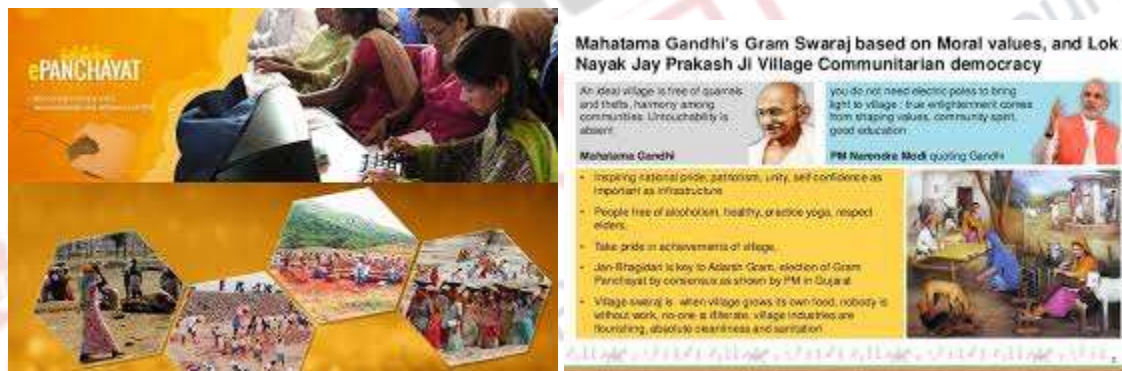 ePANCHAYAT
Mahatama Gandhi's Gram Swaraj based on Moral values, and Lok
Nayak Jay Prakash Ji Village Communitarian democracy
An ideal village is free of quarrels
and thefts, harmony among
communities. Untouchability is
absent
Mahatama Gandhi
you do not need electric poles to bring
light to village : true enlightenment comes
from shaping values, community spirit,
good education
PM Narendra Modi quoting Gandhi
• Inspiring national pride, patriotism, unity, self confidence as
important as infrastructure
• People free of alcoholism, healthy, practice yoga, respect
elders.
• Take pride in achievements of village,
• Jan-Bhagidari is key to Adarsh Gram, election of Gram
Panchayat by consensus as shown by PM in Gujarat
• Village swaraj is when village grows its own food, nobody is
without work, no-one is illiterate, village industries are
flourishing, absolute cleanliness and sanitation